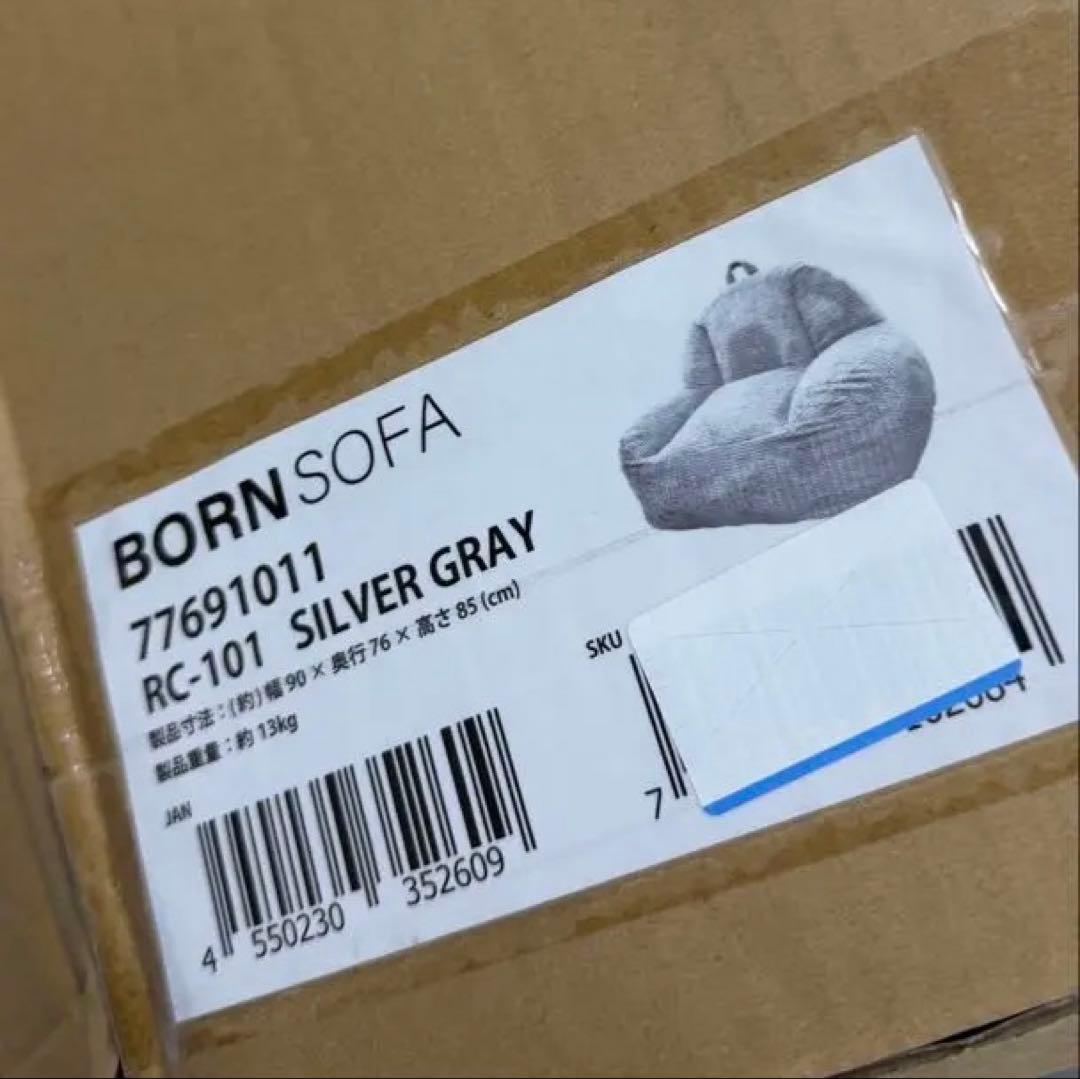 BORN SOFA
77691011
RC-101 SILVER GRAY
製品寸法：(約) 幅 90 × 奥行 76 × 高さ 85 (cm)
製品重量：約 13kg
JAN
4 550230 352609
SKU
7